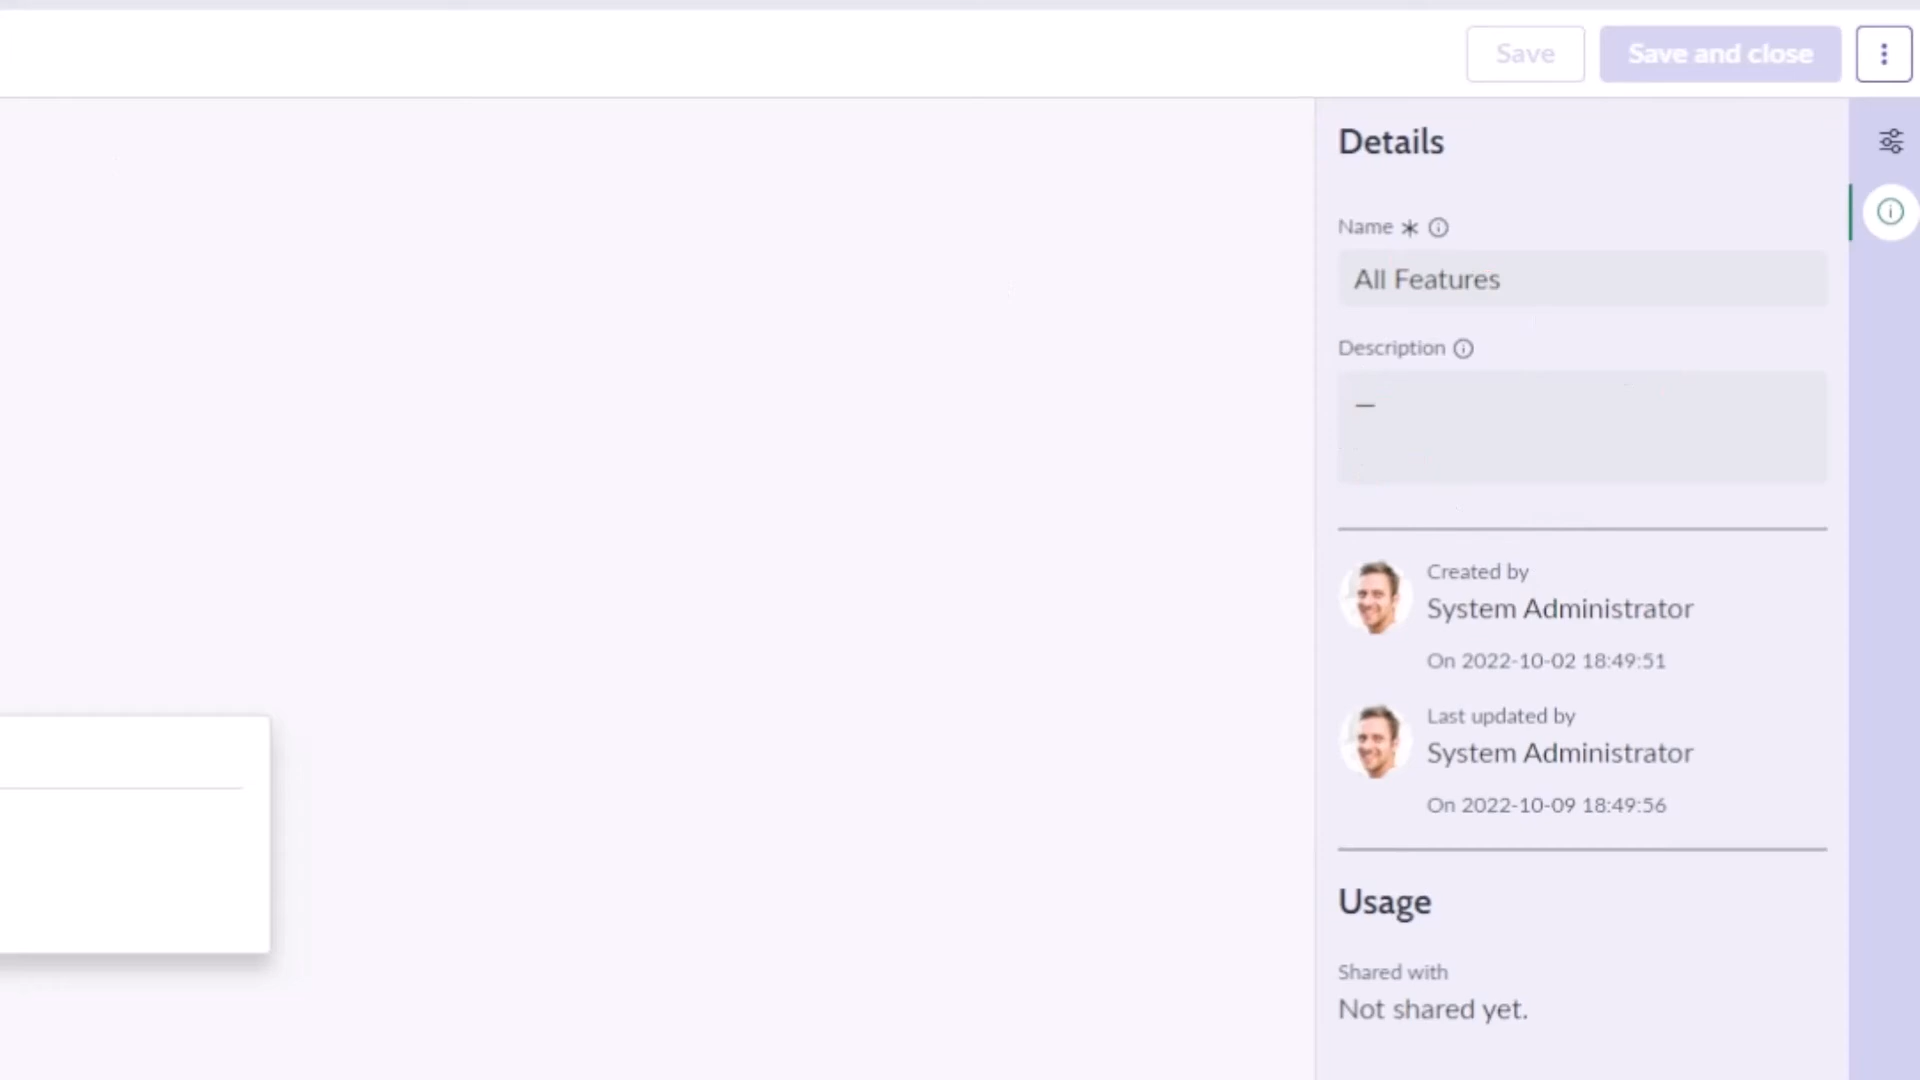 Save
Save and close
Details
Name *
All Features
Description
—
Created by
System Administrator
On 2022-10-02 18:49:51
Last updated by
System Administrator
On 2022-10-09 18:49:56
Usage
Shared with
Not shared yet.